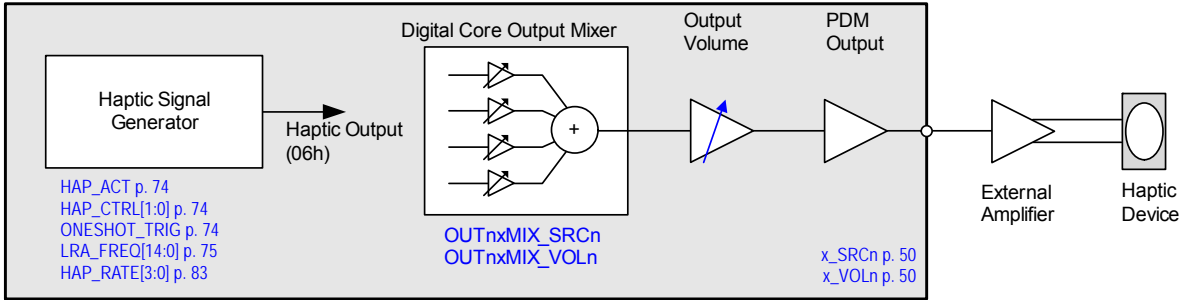 Haptic Signal
Generator
Haptic Output
(06h)
HAP_ACT p. 74
HAP_CTRL[1:0] p. 74
ONESHOT_TRIG p. 74
LRA_FREQ[14:0] p. 75
HAP_RATE[3:0] p. 83
Digital Core Output Mixer
+
OUTnxMIX_SRCn
OUTnxMIX_VOLn
Output
Volume
PDM
Output
x_SRCn p. 50
x_VOLn p. 50
External
Amplifier
Haptic
Device